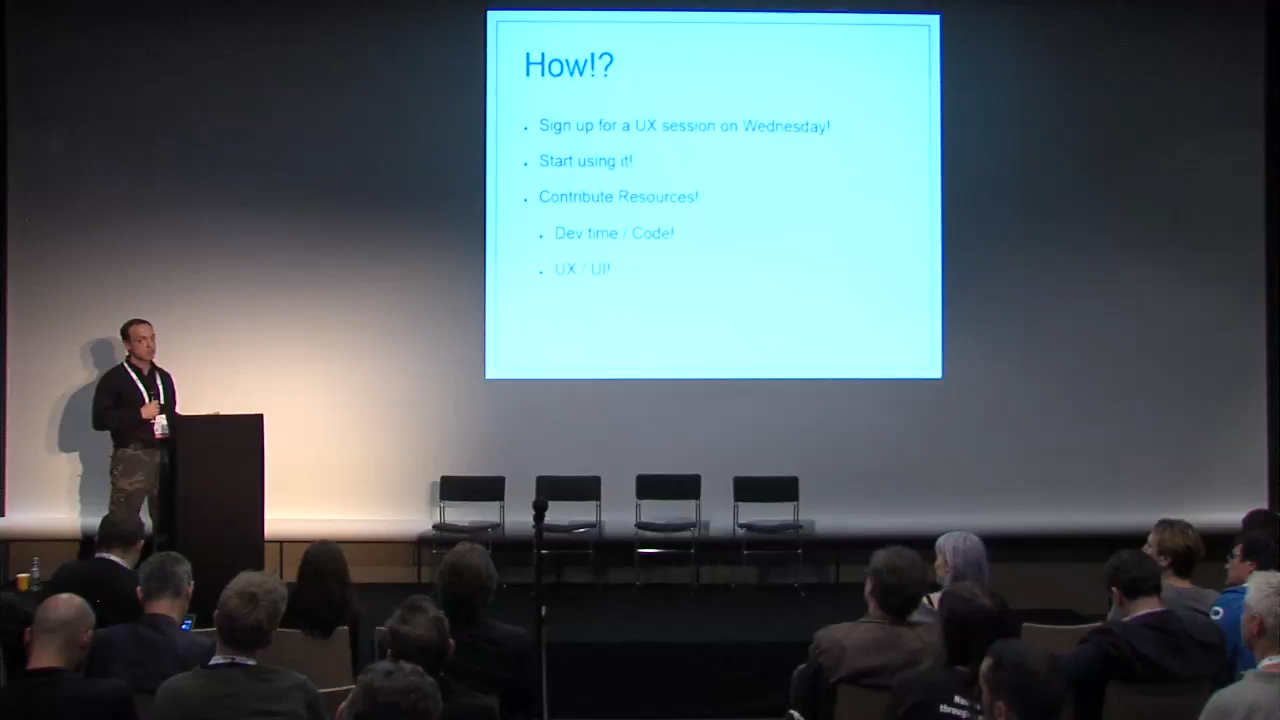 How!?
Sign up for a UX session on Wednesday!
Start using it!
Contribute Resources!
Dev time / Code!
UX / UI!